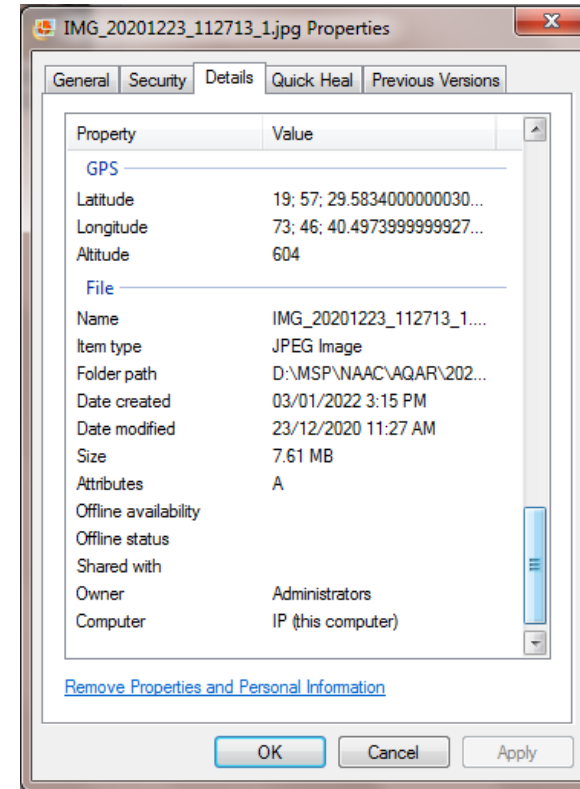 IMG_20201223_112713_1.jpg Properties
General Security Details Quick Heal Previous Versions
Property Value
GPS
Latitude 19; 57; 29.5834000000030...
Longitude 73; 46; 40.4973999999927...
Altitude 604
File
Name IMG_20201223_112713_1....
Item type JPEG Image
Folder path D:\MSP\NAAC\AQAR\202...
Date created 03/01/2022 3:15 PM
Date modified 23/12/2020 11:27 AM
Size 7.61 MB
Attributes A
Offline availability
Offline status
Shared with
Owner Administrators
Computer IP (this computer)
Remove Properties and Personal Information
OK Cancel Apply